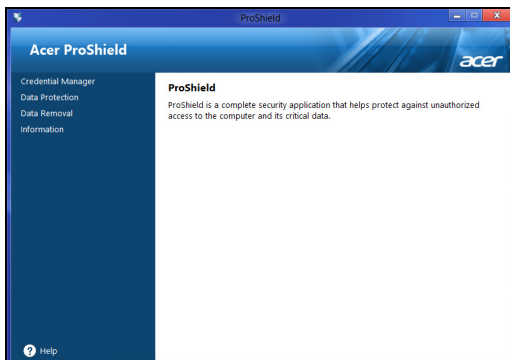 ProShield
Acer ProShield
acer
Credential Manager
Data Protection
Data Removal
Information
ProShield
ProShield is a complete security application that helps protect against unauthorized
access to the computer and its critical data.
? Help